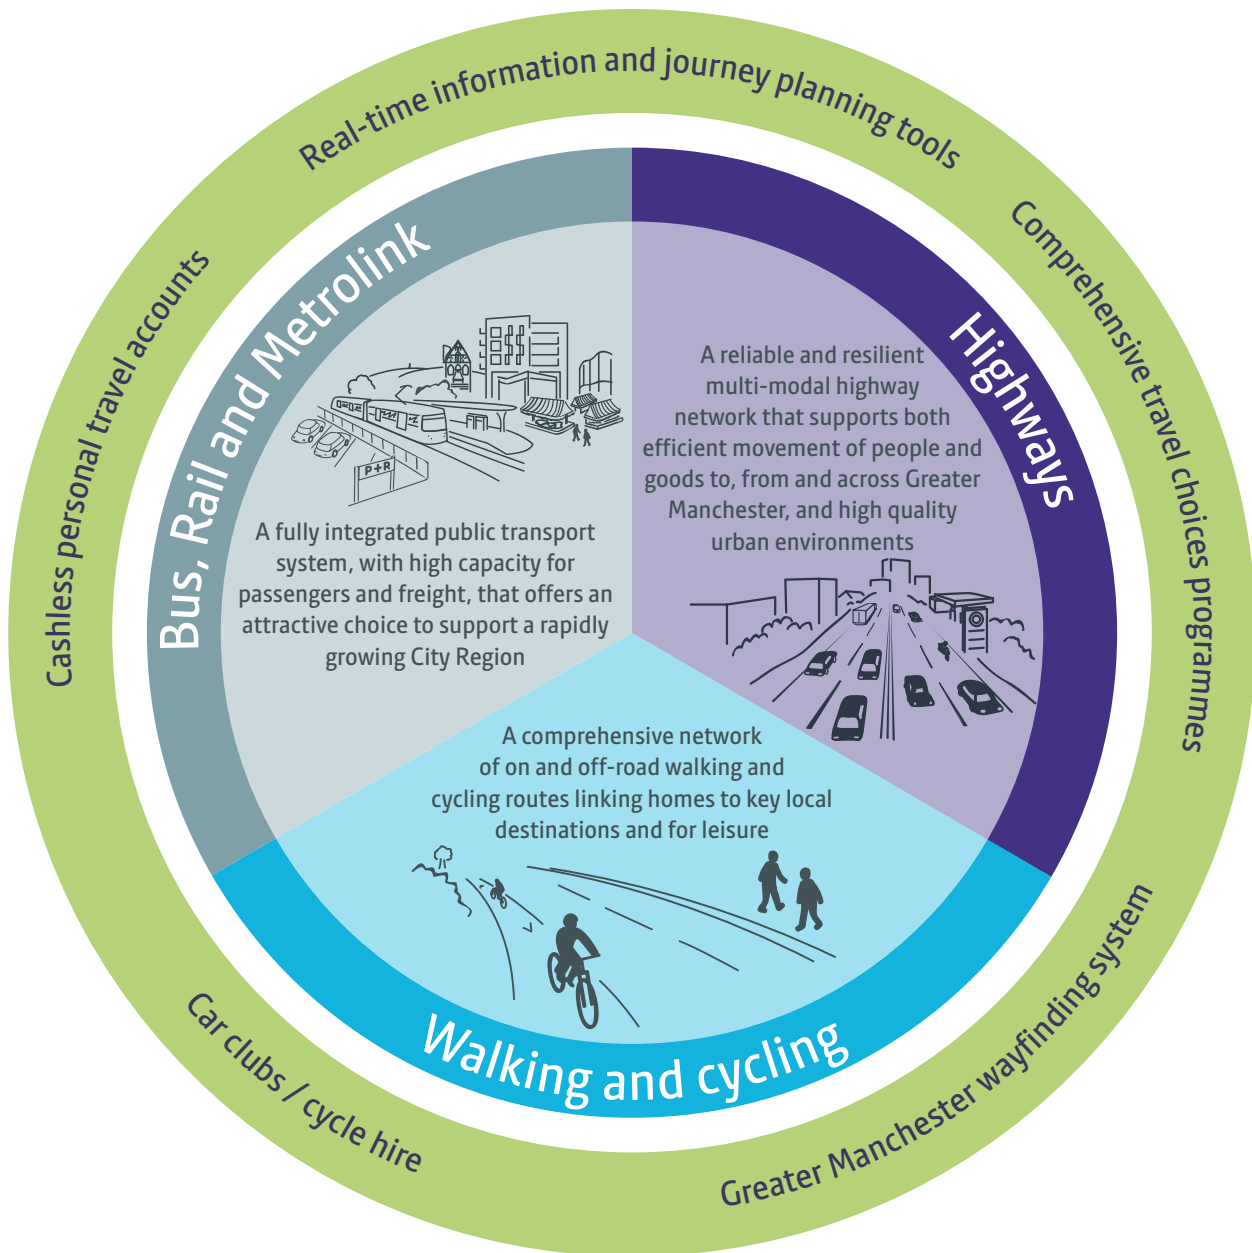 Real-time information and journey planning tools
Comprehensive travel choices programmes
Greater Manchester wayfinding system
Car clubs / cycle hire
Cashless personal travel accounts
Bus, Rail and Metrolink
P+R
A fully integrated public transport
system, with high capacity for
passengers and freight, that offers an
attractive choice to support a rapidly
growing City Region
Highways
A reliable and resilient
multi-modal highway
network that supports both
efficient movement of people and
goods to, from and across Greater
Manchester, and high quality
urban environments
A comprehensive network
of on and off-road walking and
cycling routes linking homes to key local
destinations and for leisure
Walking and cycling